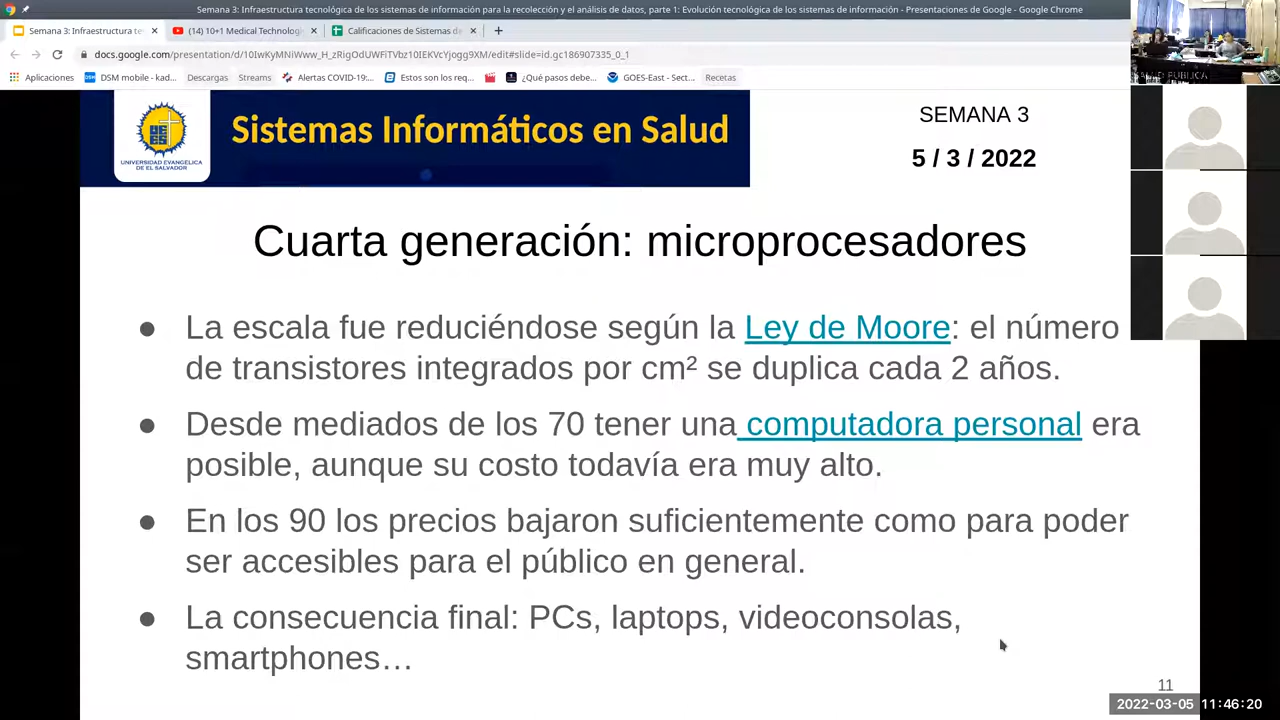 Semana 3: Infraestructura tecnológica de los sistemas de información para la recolección y el análisis de datos, parte 1: Evolución tecnológica de los sistemas de información - Presentaciones de Google - Google Chrome
Semana 3: Infraestructura te
(14) 10+1 Medical Technolog
Calificaciones de Sistemas de
docs.google.com/presentation/d/
Aplicaciones
DSM mobile - kad...
Descargas
Streams
Alertas COVID-19:...
Estos son los req...
¿Qué pasos debe...
GOES-East - Sect...
Recetas
SALUD PUBLICA
UNIVERSIDAD EVANGÉLICA
DE EL SALVADOR
Sistemas Informáticos en Salud
SEMANA 3
5 / 3 / 2022
Cuarta generación: microprocesadores
● La escala fue reduciéndose según la Ley de Moore: el número
de transistores integrados por cm² se duplica cada 2 años.
● Desde mediados de los 70 tener una computadora personal era
posible, aunque su costo todavía era muy alto.
● En los 90 los precios bajaron suficientemente como para poder
ser accesibles para el público en general.
● La consecuencia final: PCs, laptops, videoconsolas,
smartphones…
11
2022-03-05 11:46:20